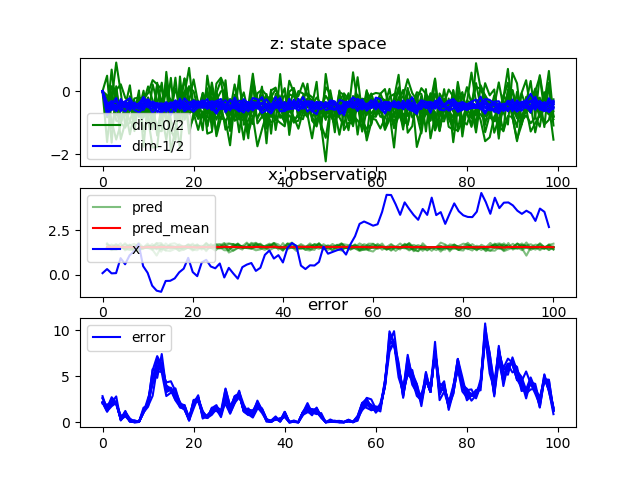 z: state space
0
−2
dim-0/2
dim-1/2
0 20 40 60 80 100
x: observation
2.5
0.0
pred
pred_mean
x
0 20 40 60 80 100
error
10
5
0
error
0 20 40 60 80 100